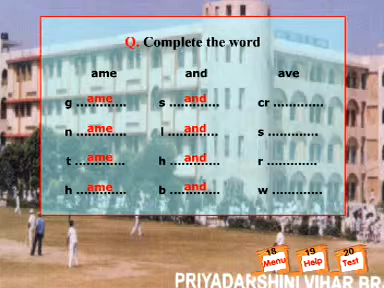 Q. Complete the word
ame and ave
g ame ............. s and ............. cr .............
n ame ............. l and ............. s .............
t ame ............. h and ............. r .............
h ame ............. b and ............. w .............
18 Menu 19 Help 20 Test
PRIYADARSHINI VIHAR BR